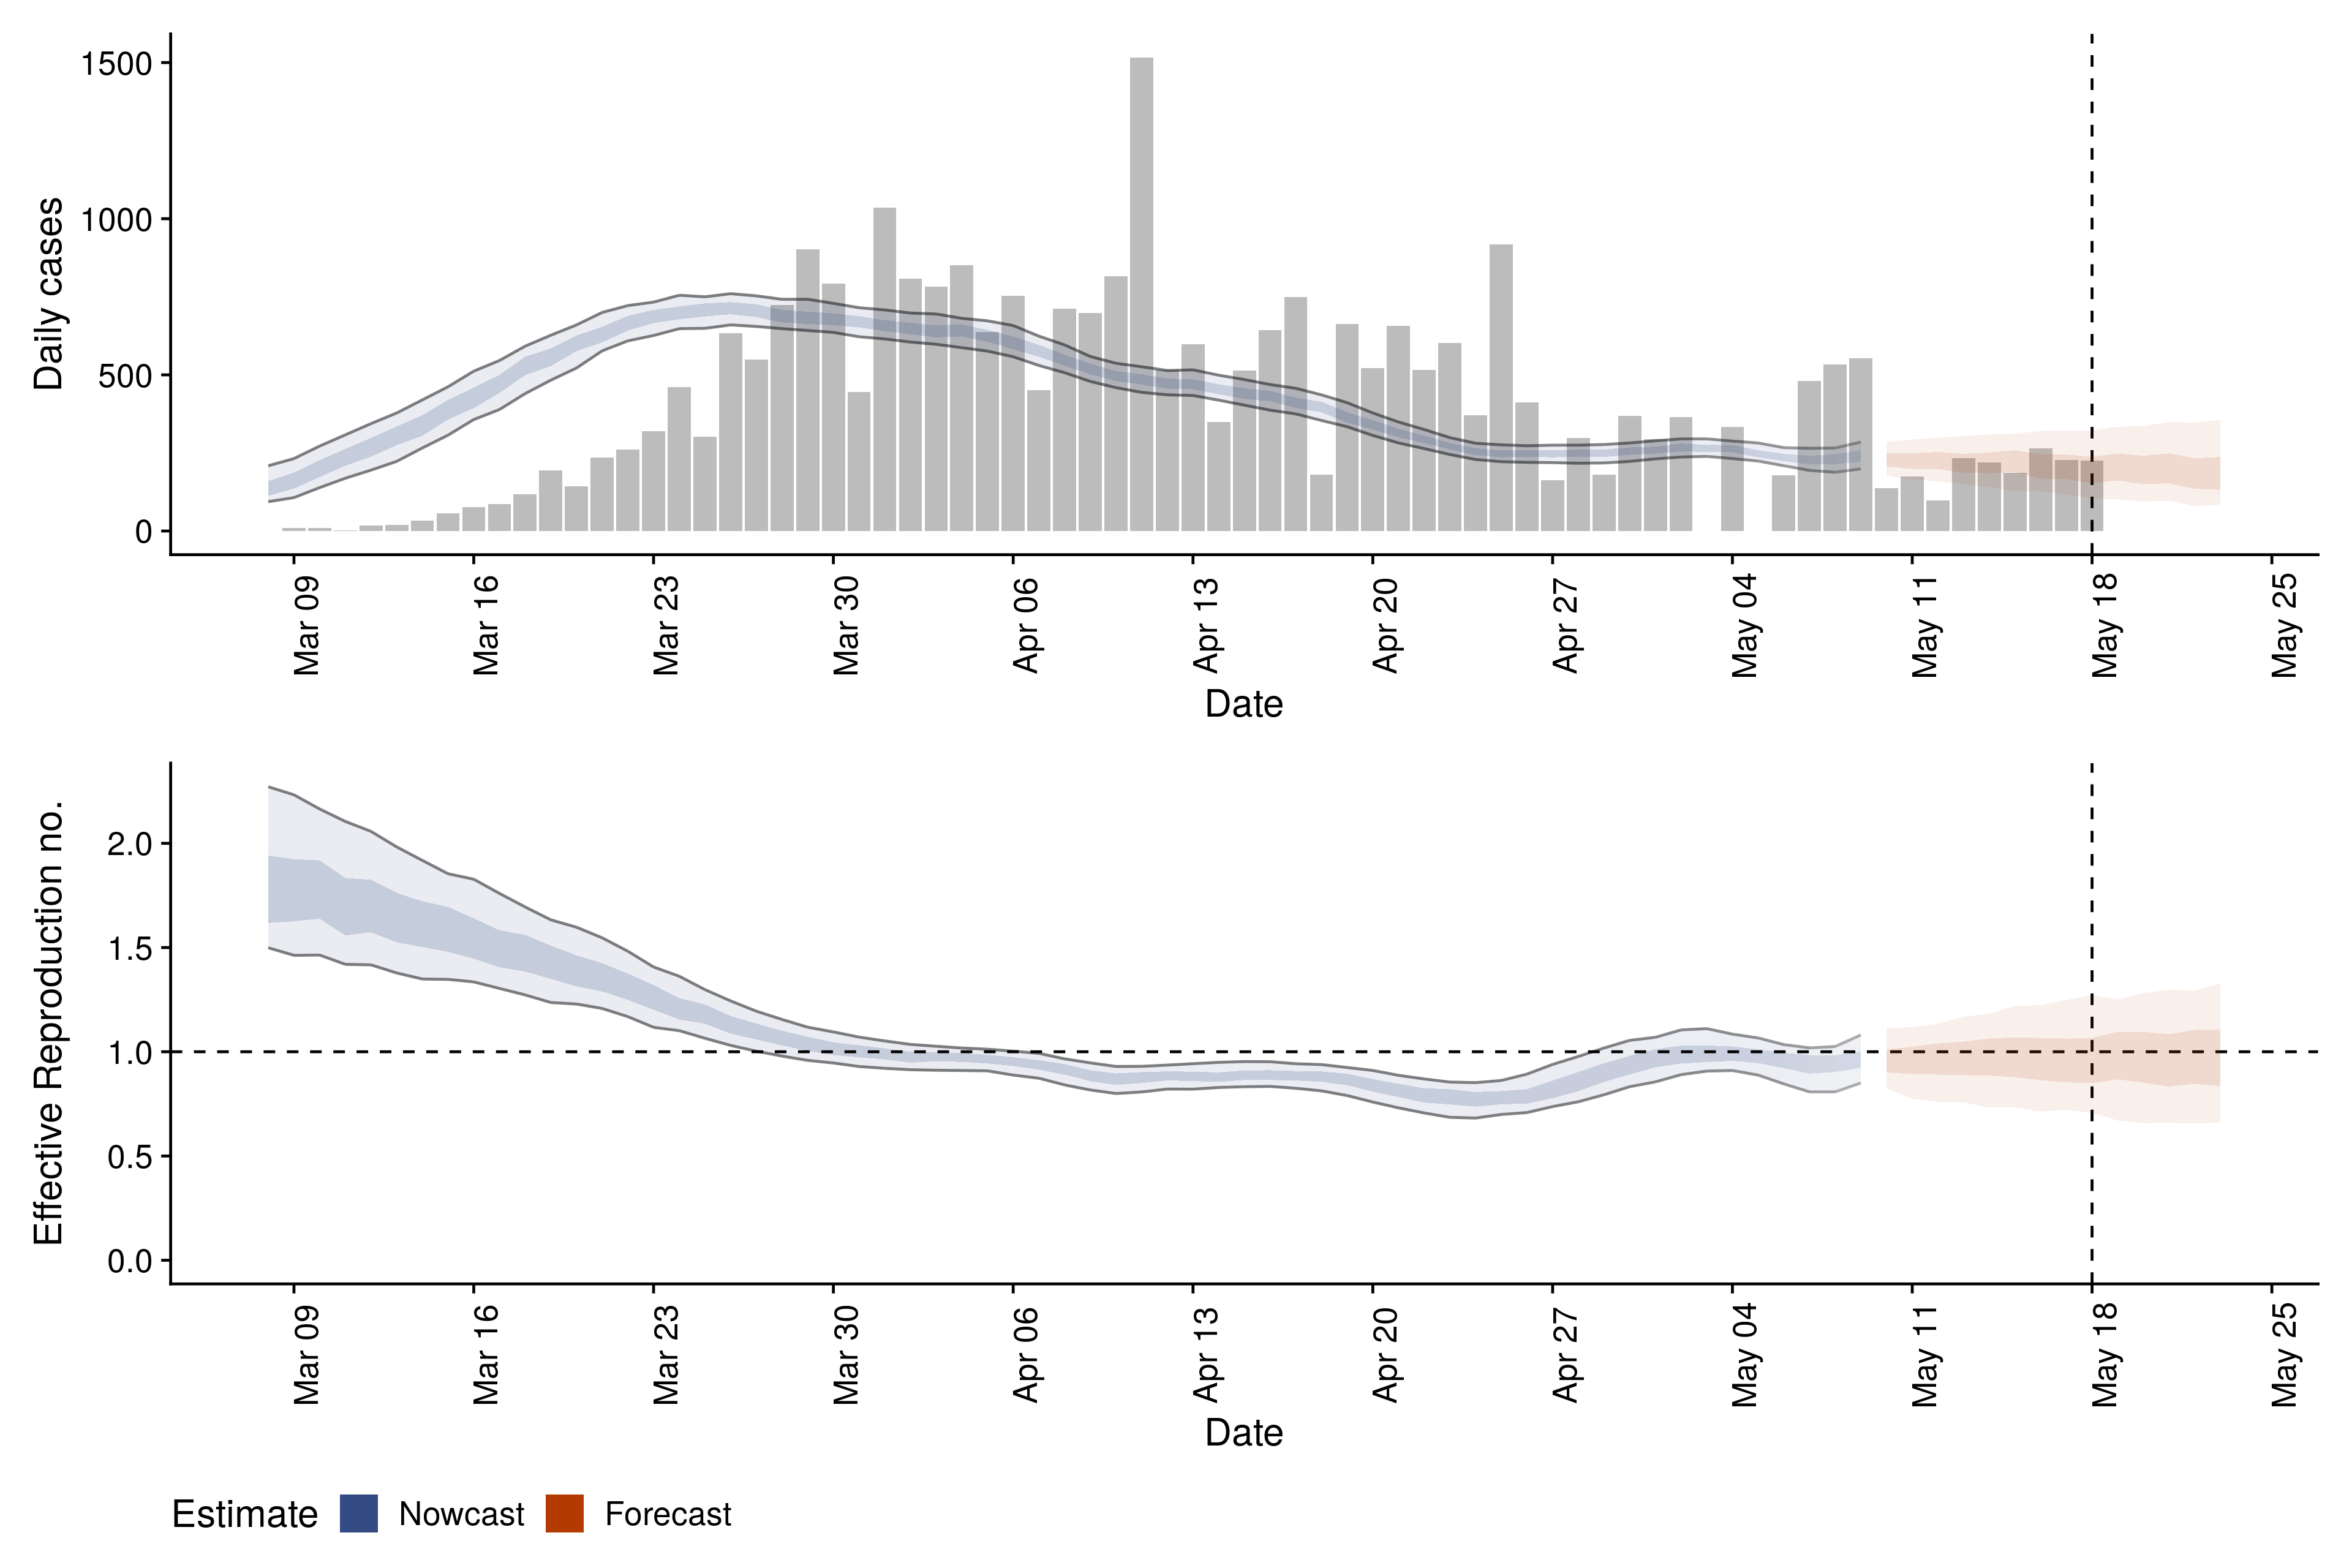 Daily cases
1500
1000
500
0
Mar 09
Mar 16
Mar 23
Mar 30
Apr 06
Apr 13
Apr 20
Apr 27
May 04
May 11
May 18
May 25
Date
Effective Reproduction no.
2.0
1.5
1.0
0.5
0.0
Mar 09
Mar 16
Mar 23
Mar 30
Apr 06
Apr 13
Apr 20
Apr 27
May 04
May 11
May 18
May 25
Date
Estimate Nowcast Forecast